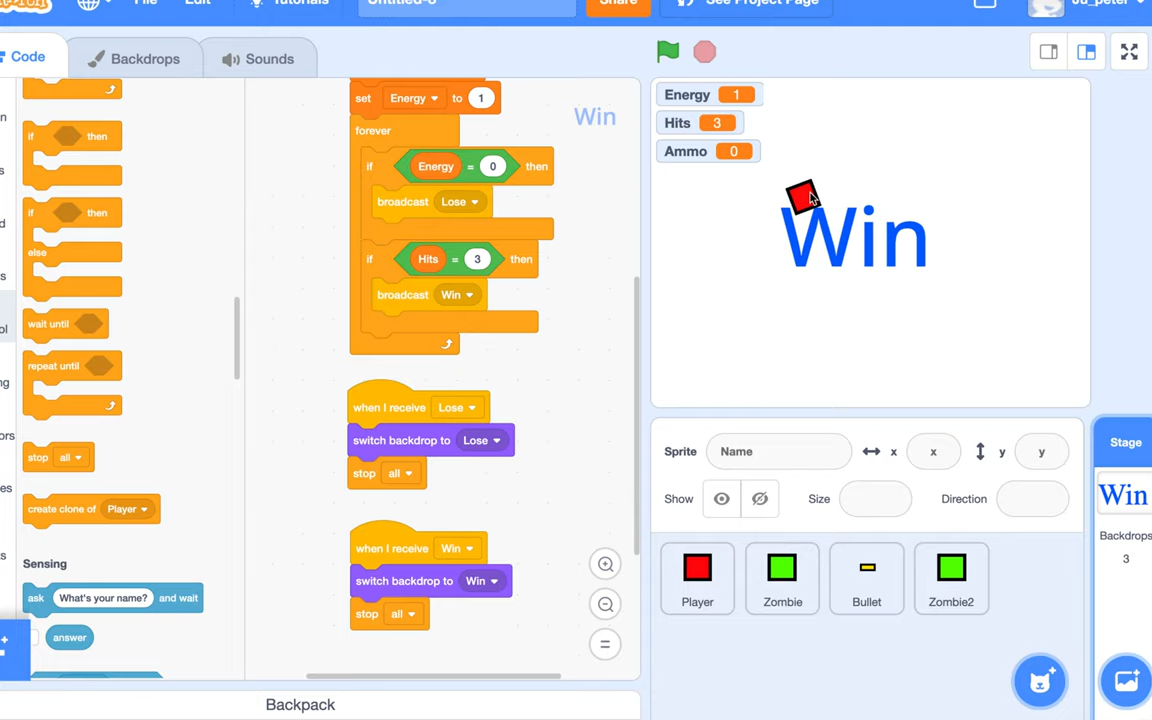 File
Edit
Tutorials
Untitled-6
Share
See Project Page
Ju_peter
Code
Backdrops
Sounds
if then
if then
else
wait until
repeat until
stop all
create clone of Player
Sensing
ask What's your name? and wait
answer
set Energy to 1
forever
if Energy = 0 then
broadcast Lose
if Hits = 3 then
broadcast Win
when I receive Lose
switch backdrop to Lose
stop all
when I receive Win
switch backdrop to Win
stop all
Win
Backpack
Energy 1
Hits 3
Ammo 0
Win
Sprite Name x x y y
Show Size Direction
Player
Zombie
Bullet
Zombie2
Stage
Win
Backdrops
3